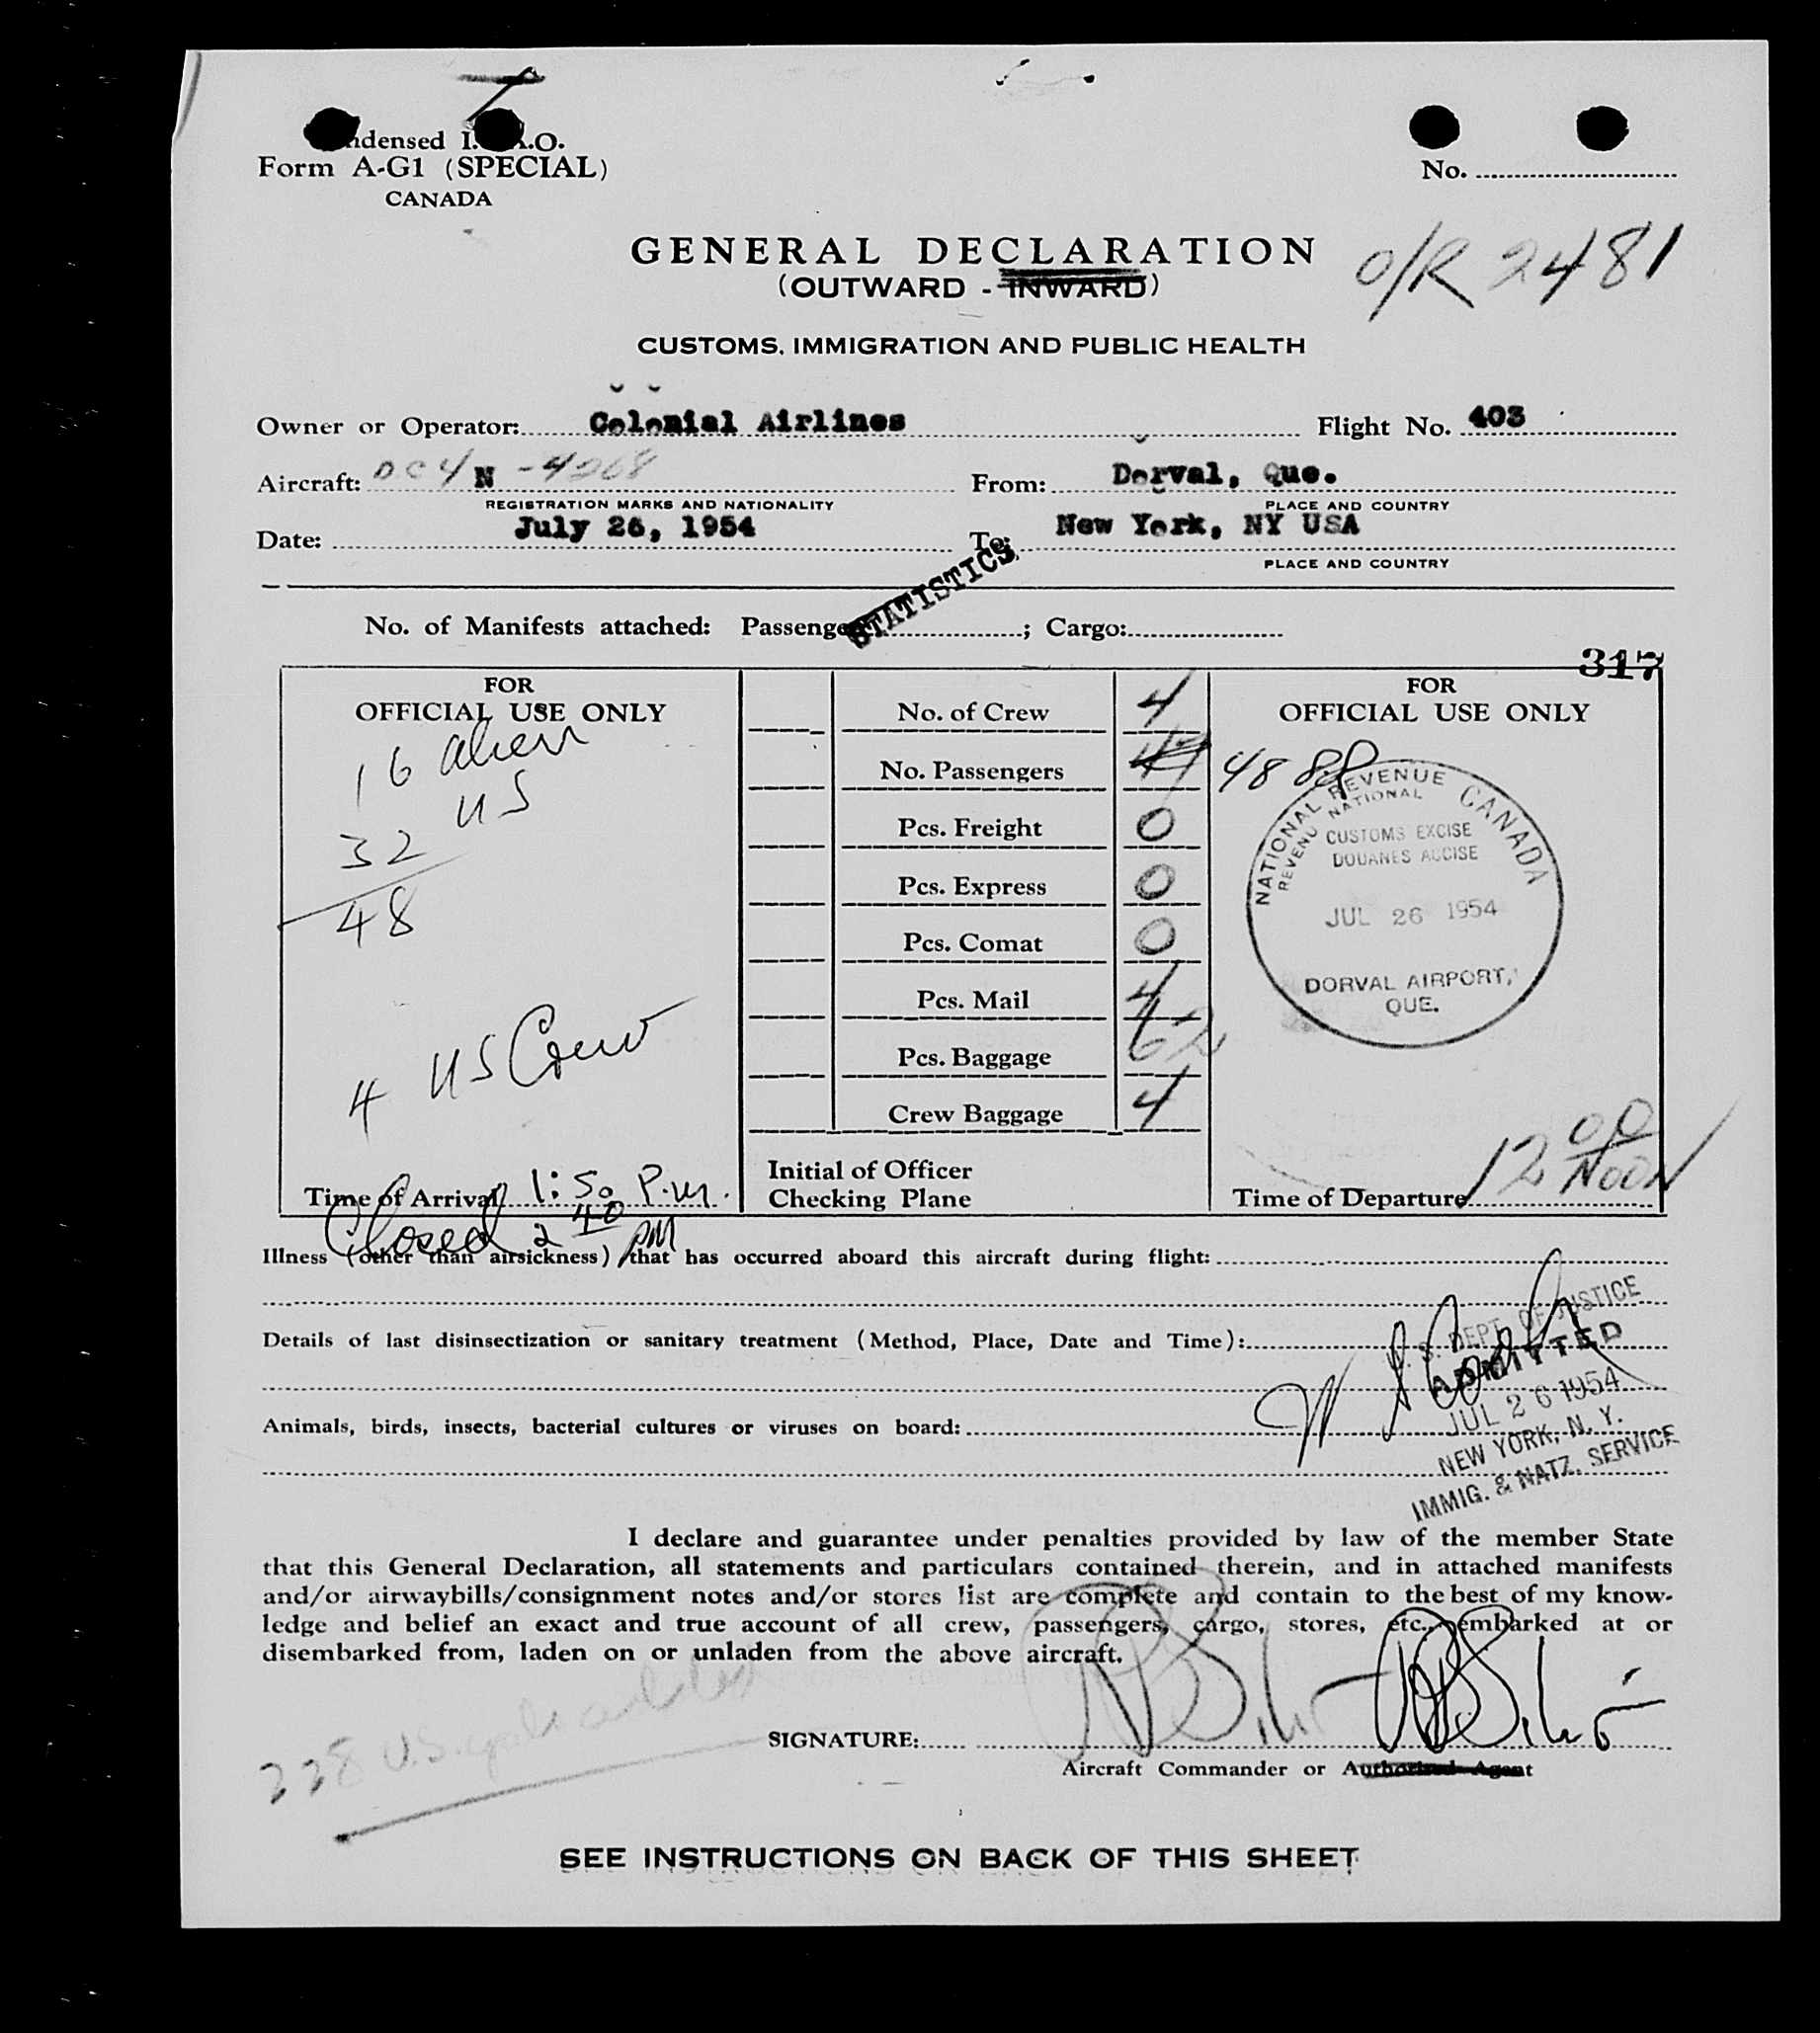 Condensed I.C.A.O.
Form A-G1 (SPECIAL)
CANADA
No.
GENERAL DECLARATION
(OUTWARD - INWARD)
O/R 2481
CUSTOMS, IMMIGRATION AND PUBLIC HEALTH
Owner or Operator: Colonial Airlines Flight No. 403
Aircraft: DC4 N -4268 From: Dorval, Que.
REGISTRATION MARKS AND NATIONALITY PLACE AND COUNTRY
Date: July 26, 1954 To: New York, NY USA
PLACE AND COUNTRY
STATISTICS
No. of Manifests attached: Passenger ; Cargo:
317
FOR
OFFICIAL USE ONLY
16 alien
US
32
48
4 US Crew
Time of Arrival 1:50 P.M.
Closed 2 40 PM
No. of Crew 4
No. Passengers 47 48
Pcs. Freight 0
Pcs. Express 0
Pcs. Comat 0
Pcs. Mail 4
Pcs. Baggage 62
Crew Baggage 4
Initial of Officer
Checking Plane
FOR
OFFICIAL USE ONLY
NATIONAL REVENUE CANADA
REVENU NATIONAL
CUSTOMS EXCISE
DOUANES ACCISE
JUL 26 1954
DORVAL AIRPORT,
QUE.
Time of Departure 12 00 NOON
Illness (other than airsickness) that has occurred aboard this aircraft during flight:
Details of last disinsectization or sanitary treatment (Method, Place, Date and Time):
U. S. DEPT. OF JUSTICE
ADMITTED
JUL 26 1954
NEW YORK, N. Y.
IMMIG. & NATZ. SERVICE
Animals, birds, insects, bacterial cultures or viruses on board:
I declare and guarantee under penalties provided by law of the member State
that this General Declaration, all statements and particulars contained therein, and in attached manifests
and/or airwaybills/consignment notes and/or stores list are complete and contain to the best of my know-
ledge and belief an exact and true account of all crew, passengers, cargo, stores, etc., embarked at or
disembarked from, laden on or unladen from the above aircraft.
U.S.
SIGNATURE:
Aircraft Commander or Authorized Agent
SEE INSTRUCTIONS ON BACK OF THIS SHEET